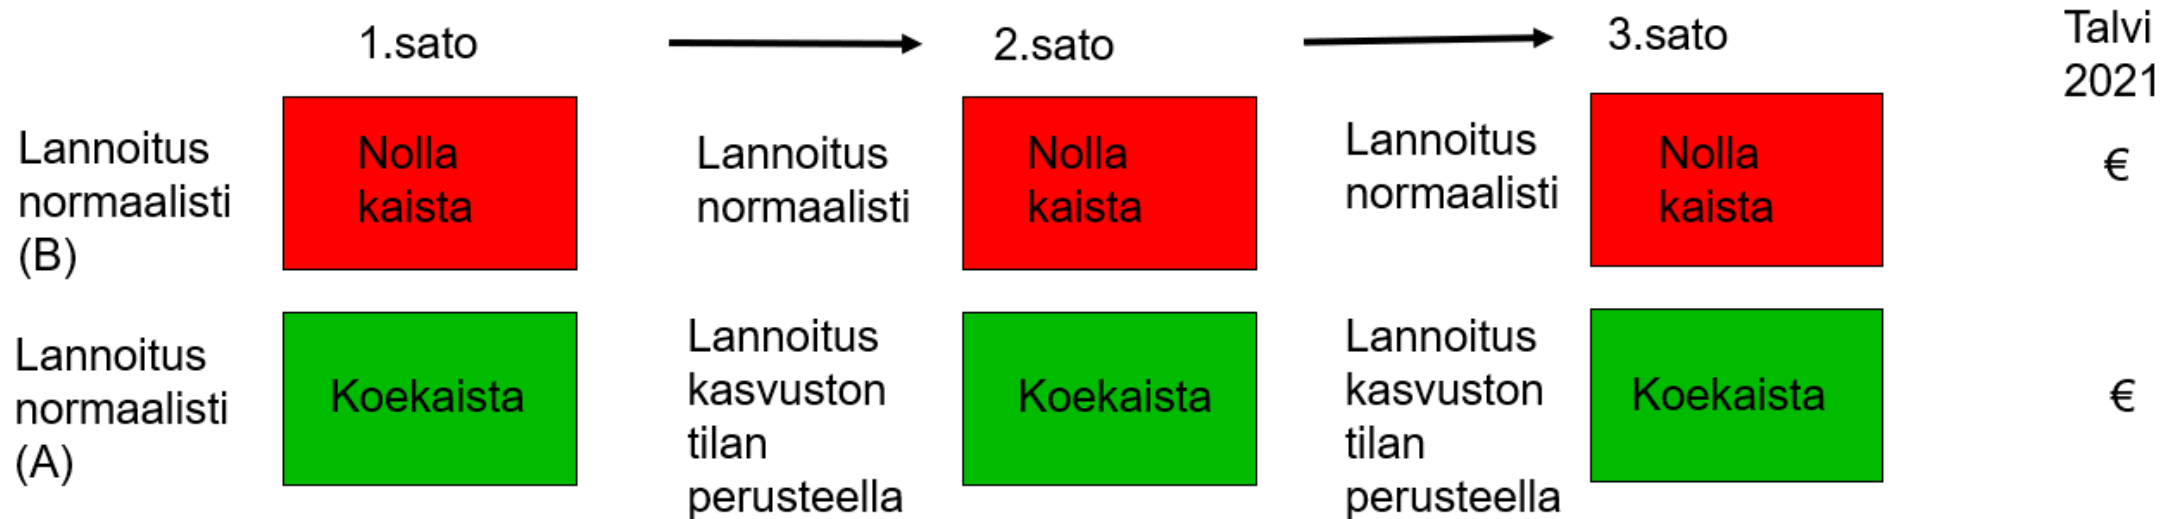 1.sato
2.sato
3.sato
Talvi
2021
Lannoitus
normaalisti
(B)
Nolla
kaista
Lannoitus
normaalisti
Nolla
kaista
Lannoitus
normaalisti
Nolla
kaista
€
Lannoitus
normaalisti
(A)
Koekaista
Lannoitus
kasvuston
tilan
perusteella
Koekaista
Lannoitus
kasvuston
tilan
perusteella
Koekaista
€